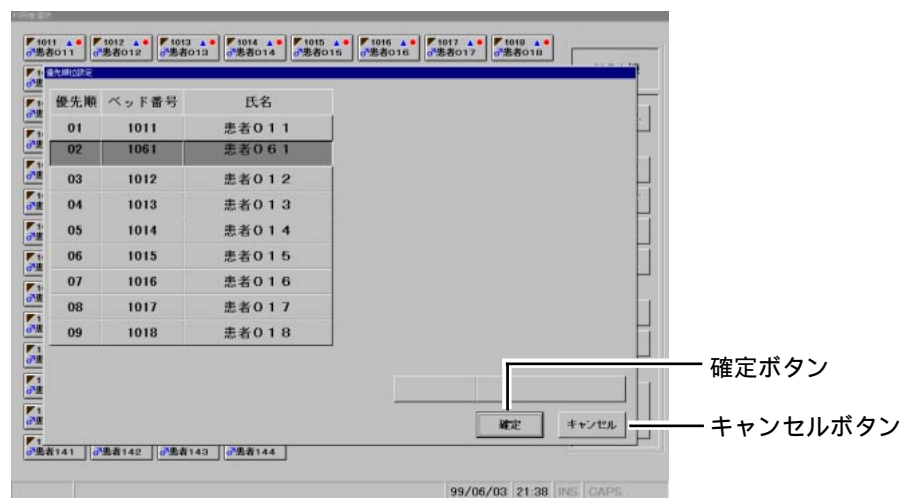 1011 ▲●
1012 ▲●
1013 ▲●
1014 ▲●
1015 ▲●
1016 ▲●
1017 ▲●
1018 ▲●
♂患者011
♂患者012
♂患者013
♂患者014
♂患者015
♂患者016
♂患者017
♂患者018
優先順位設定
優先順 ベッド番号 氏名
01 1011 患者011
02 1061 患者061
03 1012 患者012
04 1013 患者013
05 1014 患者014
06 1015 患者015
07 1016 患者016
08 1017 患者017
09 1018 患者018
確定 キャンセル
確定ボタン
キャンセルボタン
♂患者141 ♂患者142 ♂患者143 ♂患者144
99/06/03 21:38 INS CAPS